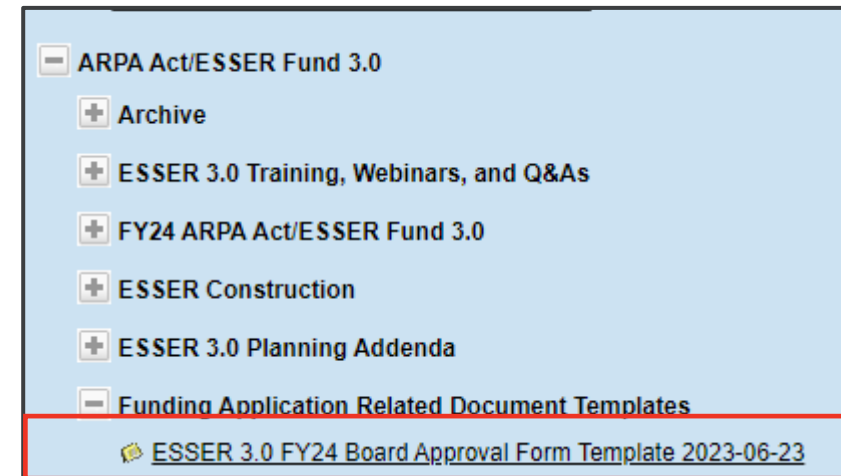 ARPA Act/ESSER Fund 3.0
Archive
ESSER 3.0 Training, Webinars, and Q&As
FY24 ARPA Act/ESSER Fund 3.0
ESSER Construction
ESSER 3.0 Planning Addenda
Funding Application Related Document Templates
ESSER 3.0 FY24 Board Approval Form Template 2023-06-23